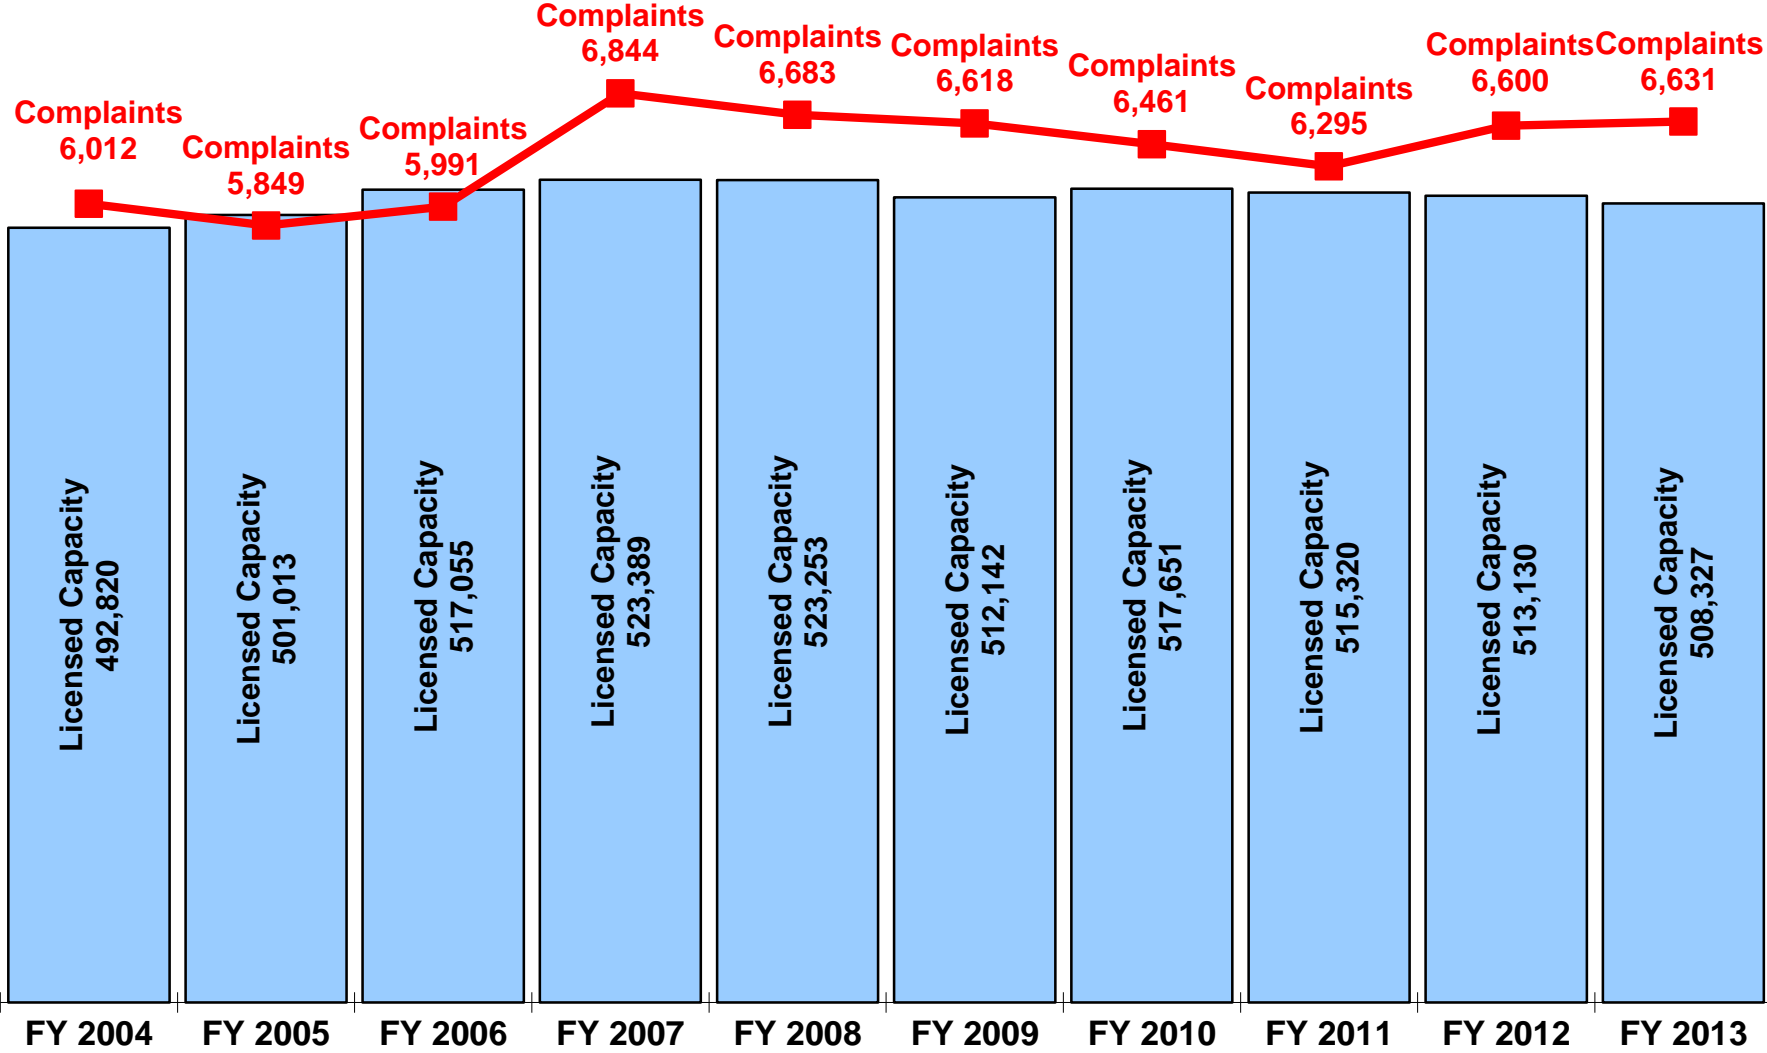 Complaints
6,012
Complaints
5,849
Complaints
5,991
Complaints
6,844
Complaints
6,683
Complaints
6,618
Complaints
6,461
Complaints
6,295
Complaints
6,600
Complaints
6,631
Licensed Capacity
492,820
Licensed Capacity
501,013
Licensed Capacity
517,055
Licensed Capacity
523,389
Licensed Capacity
523,253
Licensed Capacity
512,142
Licensed Capacity
517,651
Licensed Capacity
515,320
Licensed Capacity
513,130
Licensed Capacity
508,327
FY 2004
FY 2005
FY 2006
FY 2007
FY 2008
FY 2009
FY 2010
FY 2011
FY 2012
FY 2013